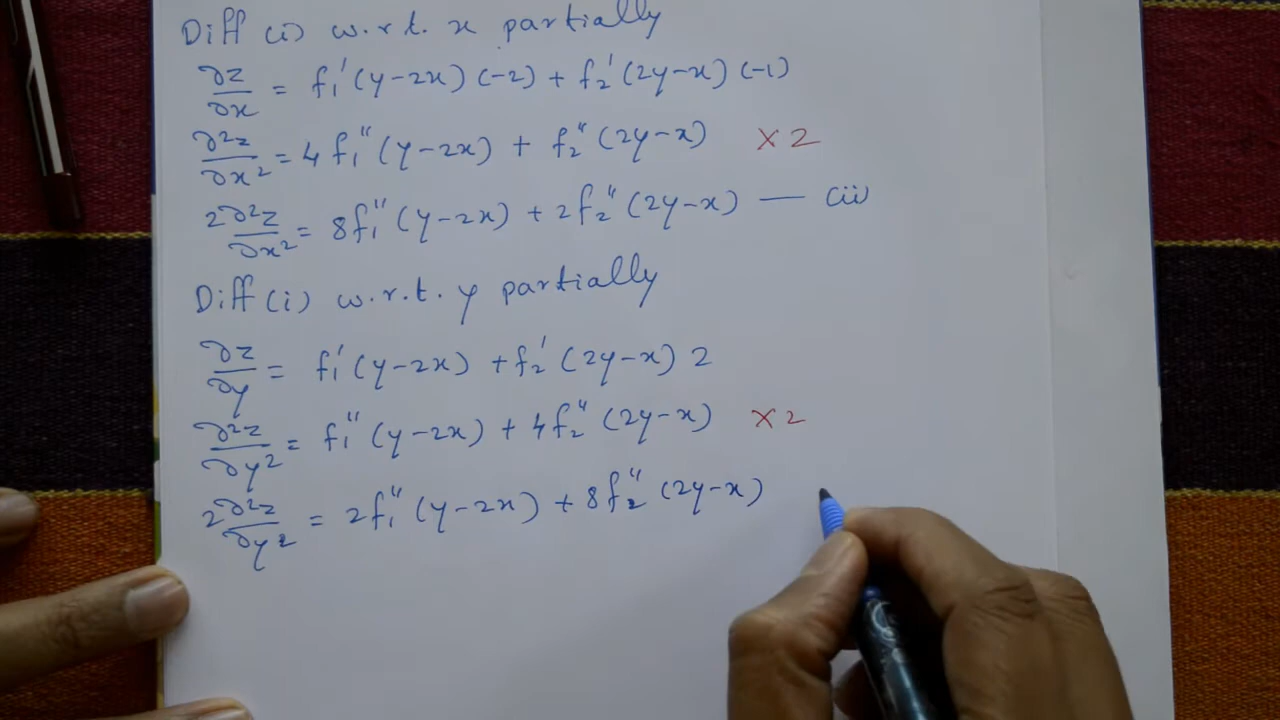 Diff (i) w.r.t. x partially
∂z/∂x = f₁′(y-2x)(-2) + f₂′(2y-x)(-1)
∂²z/∂x² = 4f₁″(y-2x) + f₂″(2y-x) ×2
2∂²z/∂x² = 8f₁″(y-2x) + 2f₂″(2y-x) — (ii)
Diff (i) w.r.t. y partially
∂z/∂y = f₁′(y-2x) + f₂′(2y-x) 2
∂²z/∂y² = f₁″(y-2x) + 4f₂″(2y-x) ×2
2∂²z/∂y² = 2f₁″(y-2x) + 8f₂″(2y-x)